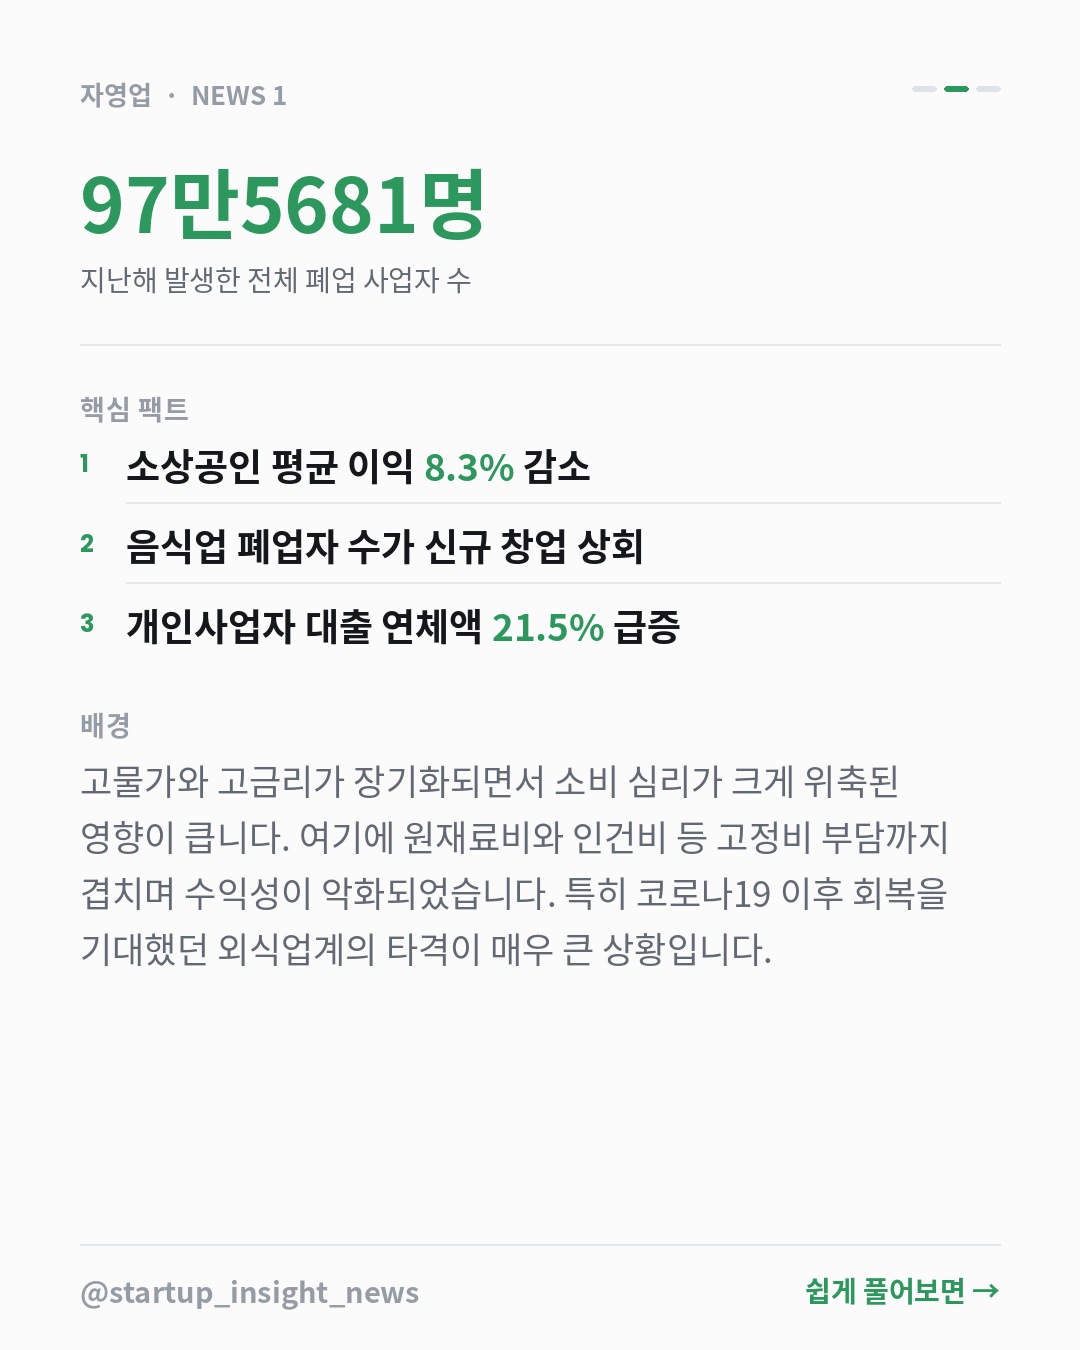 자영업 · NEWS 1
97만5681명
지난해 발생한 전체 폐업 사업자 수
핵심 팩트
1 소상공인 평균 이익 8.3% 감소
2 음식업 폐업자 수가 신규 창업 상회
3 개인사업자 대출 연체액 21.5% 급증
배경
고물가와 고금리가 장기화되면서 소비 심리가 크게 위축된
영향이 큽니다. 여기에 원재료비와 인건비 등 고정비 부담까지
겹치며 수익성이 악화되었습니다. 특히 코로나19 이후 회복을
기대했던 외식업계의 타격이 매우 큰 상황입니다.
@startup_insight_news
쉽게 풀어보면 →